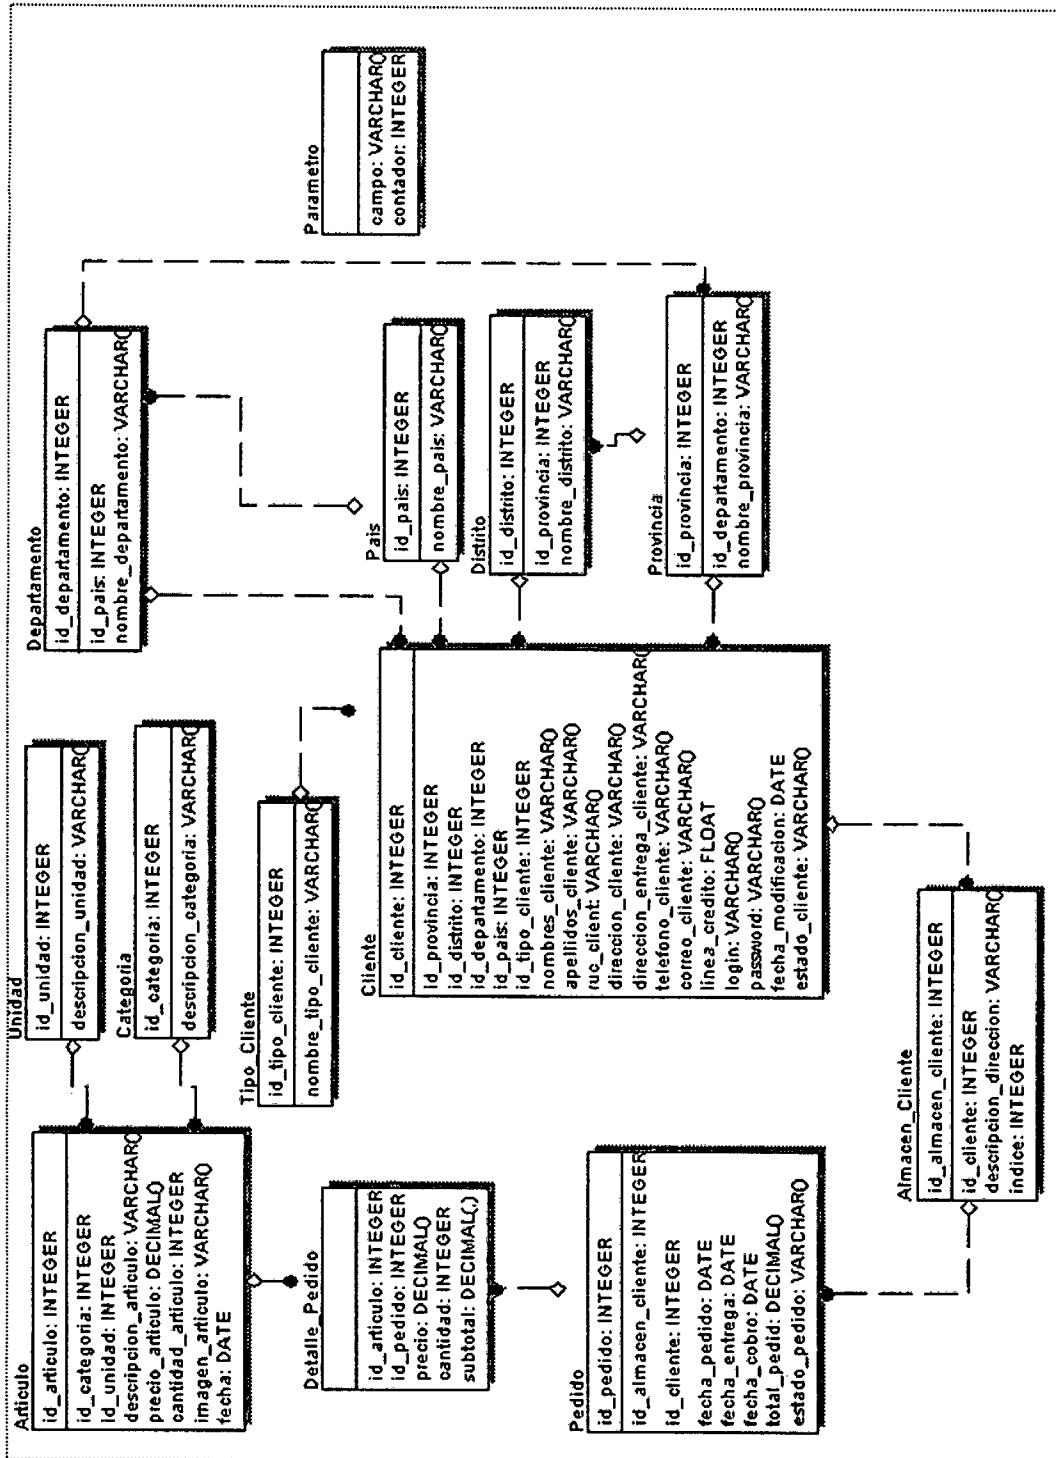 Articulo
id_articulo: INTEGER
id_categoria: INTEGER
id_unidad: INTEGER
descripcion_articulo: VARCHAR()
precio_articulo: DECIMAL()
cantidad_articulo: INTEGER
imagen_articulo: VARCHAR()
fecha: DATE
Unidad
id_unidad: INTEGER
descripcion_unidad: VARCHAR()
Categoria
id_categoria: INTEGER
descripcion_categoria: VARCHAR()
Departamento
id_departamento: INTEGER
id_pais: INTEGER
nombre_departamento: VARCHAR()
Tipo_Cliente
id_tipo_cliente: INTEGER
nombre_tipo_cliente: VARCHAR()
Parametro
campo: VARCHAR()
contador: INTEGER
Detalle_Pedido
id_articulo: INTEGER
id_pedido: INTEGER
precio: DECIMAL()
cantidad: INTEGER
subtotal: DECIMAL(,)
Cliente
id_cliente: INTEGER
id_provincia: INTEGER
id_distrito: INTEGER
id_departamento: INTEGER
id_pais: INTEGER
id_tipo_cliente: INTEGER
nombres_cliente: VARCHAR()
apellidos_cliente: VARCHAR()
ruc_client: VARCHAR()
direccion_cliente: VARCHAR()
direccion_entrega_cliente: VARCHAR()
telefono_cliente: VARCHAR()
correo_cliente: VARCHAR()
linea_credito: FLOAT
login: VARCHAR()
password: VARCHAR()
fecha_modificacion: DATE
estado_cliente: VARCHAR()
Pais
id_pais: INTEGER
nombre_pais: VARCHAR()
Distrito
id_distrito: INTEGER
id_provincia: INTEGER
nombre_distrito: VARCHAR()
Provincia
id_provincia: INTEGER
id_departamento: INTEGER
nombre_provincia: VARCHAR()
Pedido
id_pedido: INTEGER
id_almacen_cliente: INTEGER
id_cliente: INTEGER
fecha_pedido: DATE
fecha_entrega: DATE
fecha_cobro: DATE
total_pedid: DECIMAL()
estado_pedido: VARCHAR()
Almacen_Cliente
id_almacen_cliente: INTEGER
id_cliente: INTEGER
descripcion_direccion: VARCHAR()
indice: INTEGER